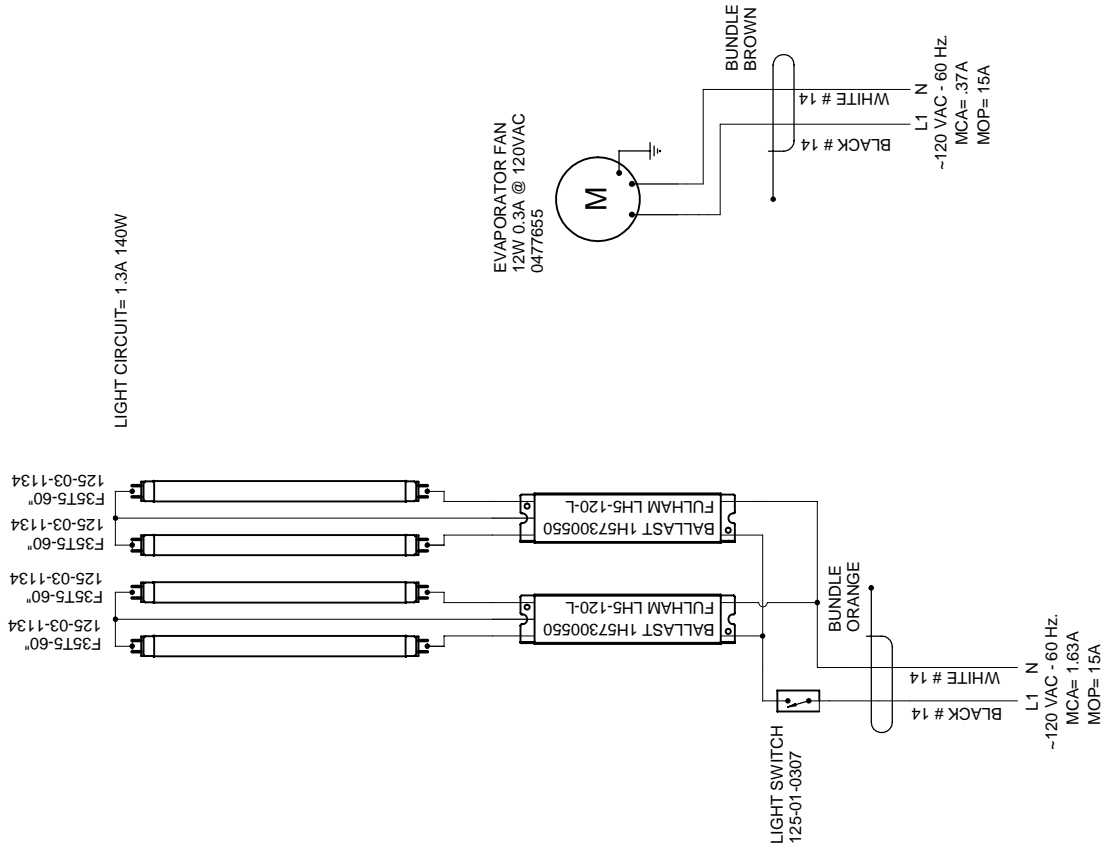 LIGHT CIRCUIT= 1.3A 140W
F35T5-60"
125-03-1134
F35T5-60"
125-03-1134
F35T5-60"
125-03-1134
F35T5-60"
125-03-1134
BALLAST 1H57300550
FULHAM LH5-120-L
BALLAST 1H57300550
FULHAM LH5-120-L
LIGHT SWITCH
125-01-0307
BUNDLE
ORANGE
BLACK # 14
WHITE # 14
L1
N
~120 VAC - 60 Hz.
MCA= 1.63A
MOP= 15A
EVAPORATOR FAN
12W 0.3A @ 120VAC
0477655
M
BUNDLE
BROWN
BLACK # 14
WHITE # 14
L1
N
~120 VAC - 60 Hz.
MCA= .37A
MOP= 15A